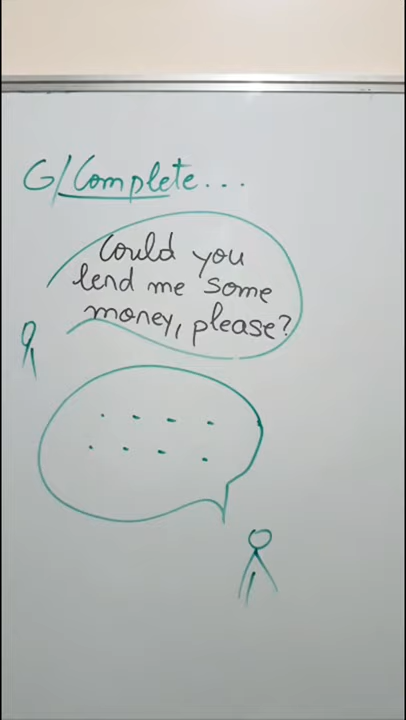 G/Complete...
Could you
lend me some
money, please?
. - - .
. - - .